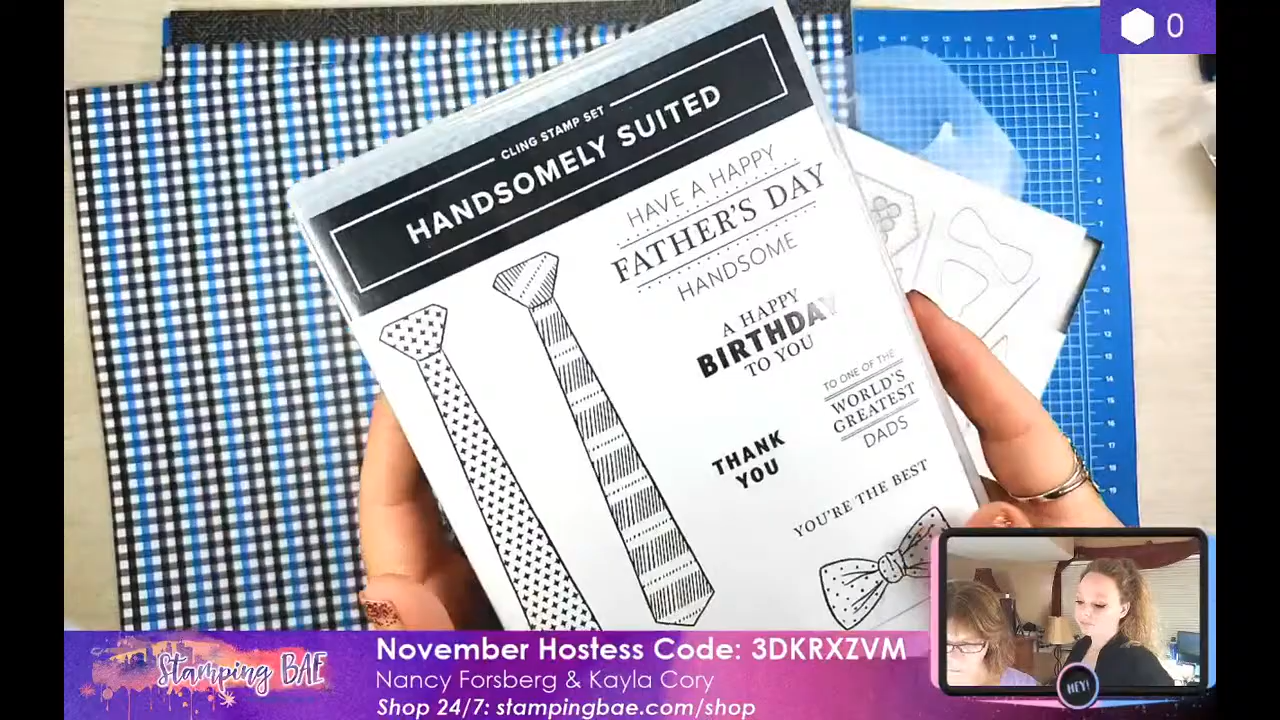 0
CLING STAMP SET
HANDSOMELY SUITED
HAVE A HAPPY
FATHER'S DAY
HANDSOME
A HAPPY
BIRTHDAY
TO YOU
TO ONE OF THE
WORLD'S
GREATEST
DADS
THANK
YOU
YOU'RE THE BEST
HEY!
Stamping BAE
November Hostess Code: 3DKRXZVM
Nancy Forsberg & Kayla Cory
Shop 24/7: stampingbae.com/shop